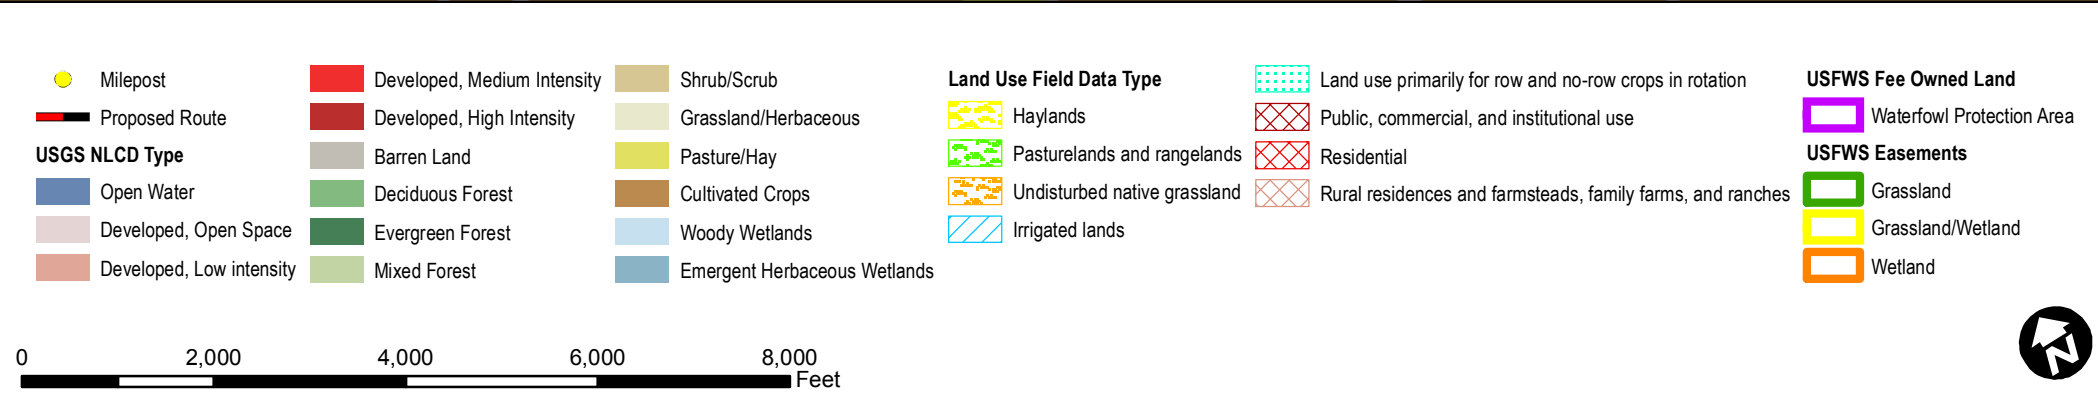 Milepost
Proposed Route
USGS NLCD Type
Open Water
Developed, Open Space
Developed, Low intensity
Developed, Medium Intensity
Developed, High Intensity
Barren Land
Deciduous Forest
Evergreen Forest
Mixed Forest
Shrub/Scrub
Grassland/Herbaceous
Pasture/Hay
Cultivated Crops
Woody Wetlands
Emergent Herbaceous Wetlands
Land Use Field Data Type
Haylands
Pasturelands and rangelands
Undisturbed native grassland
Irrigated lands
Land use primarily for row and no-row crops in rotation
Public, commercial, and institutional use
Residential
Rural residences and farmsteads, family farms, and ranches
USFWS Fee Owned Land
Waterfowl Protection Area
USFWS Easements
Grassland
Grassland/Wetland
Wetland
0 2,000 4,000 6,000 8,000
Feet
N